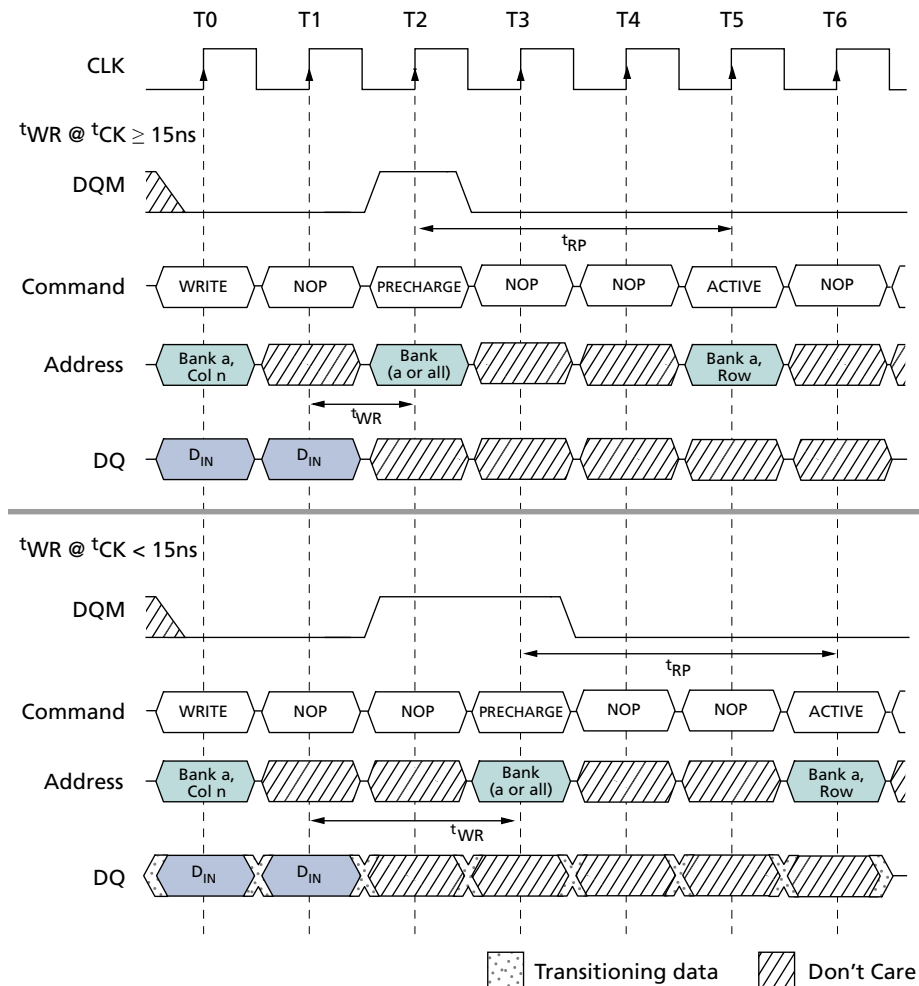 T0 T1 T2 T3 T4 T5 T6
CLK
tWR @ tCK ≥ 15ns
DQM
tRP
Command WRITE NOP PRECHARGE NOP NOP ACTIVE NOP
Address Bank a, Col n Bank (a or all) Bank a, Row
tWR
DQ DIN DIN
tWR @ tCK < 15ns
DQM
tRP
Command WRITE NOP NOP PRECHARGE NOP NOP ACTIVE
Address Bank a, Col n Bank (a or all) Bank a, Row
tWR
DQ DIN DIN
Transitioning data Don't Care